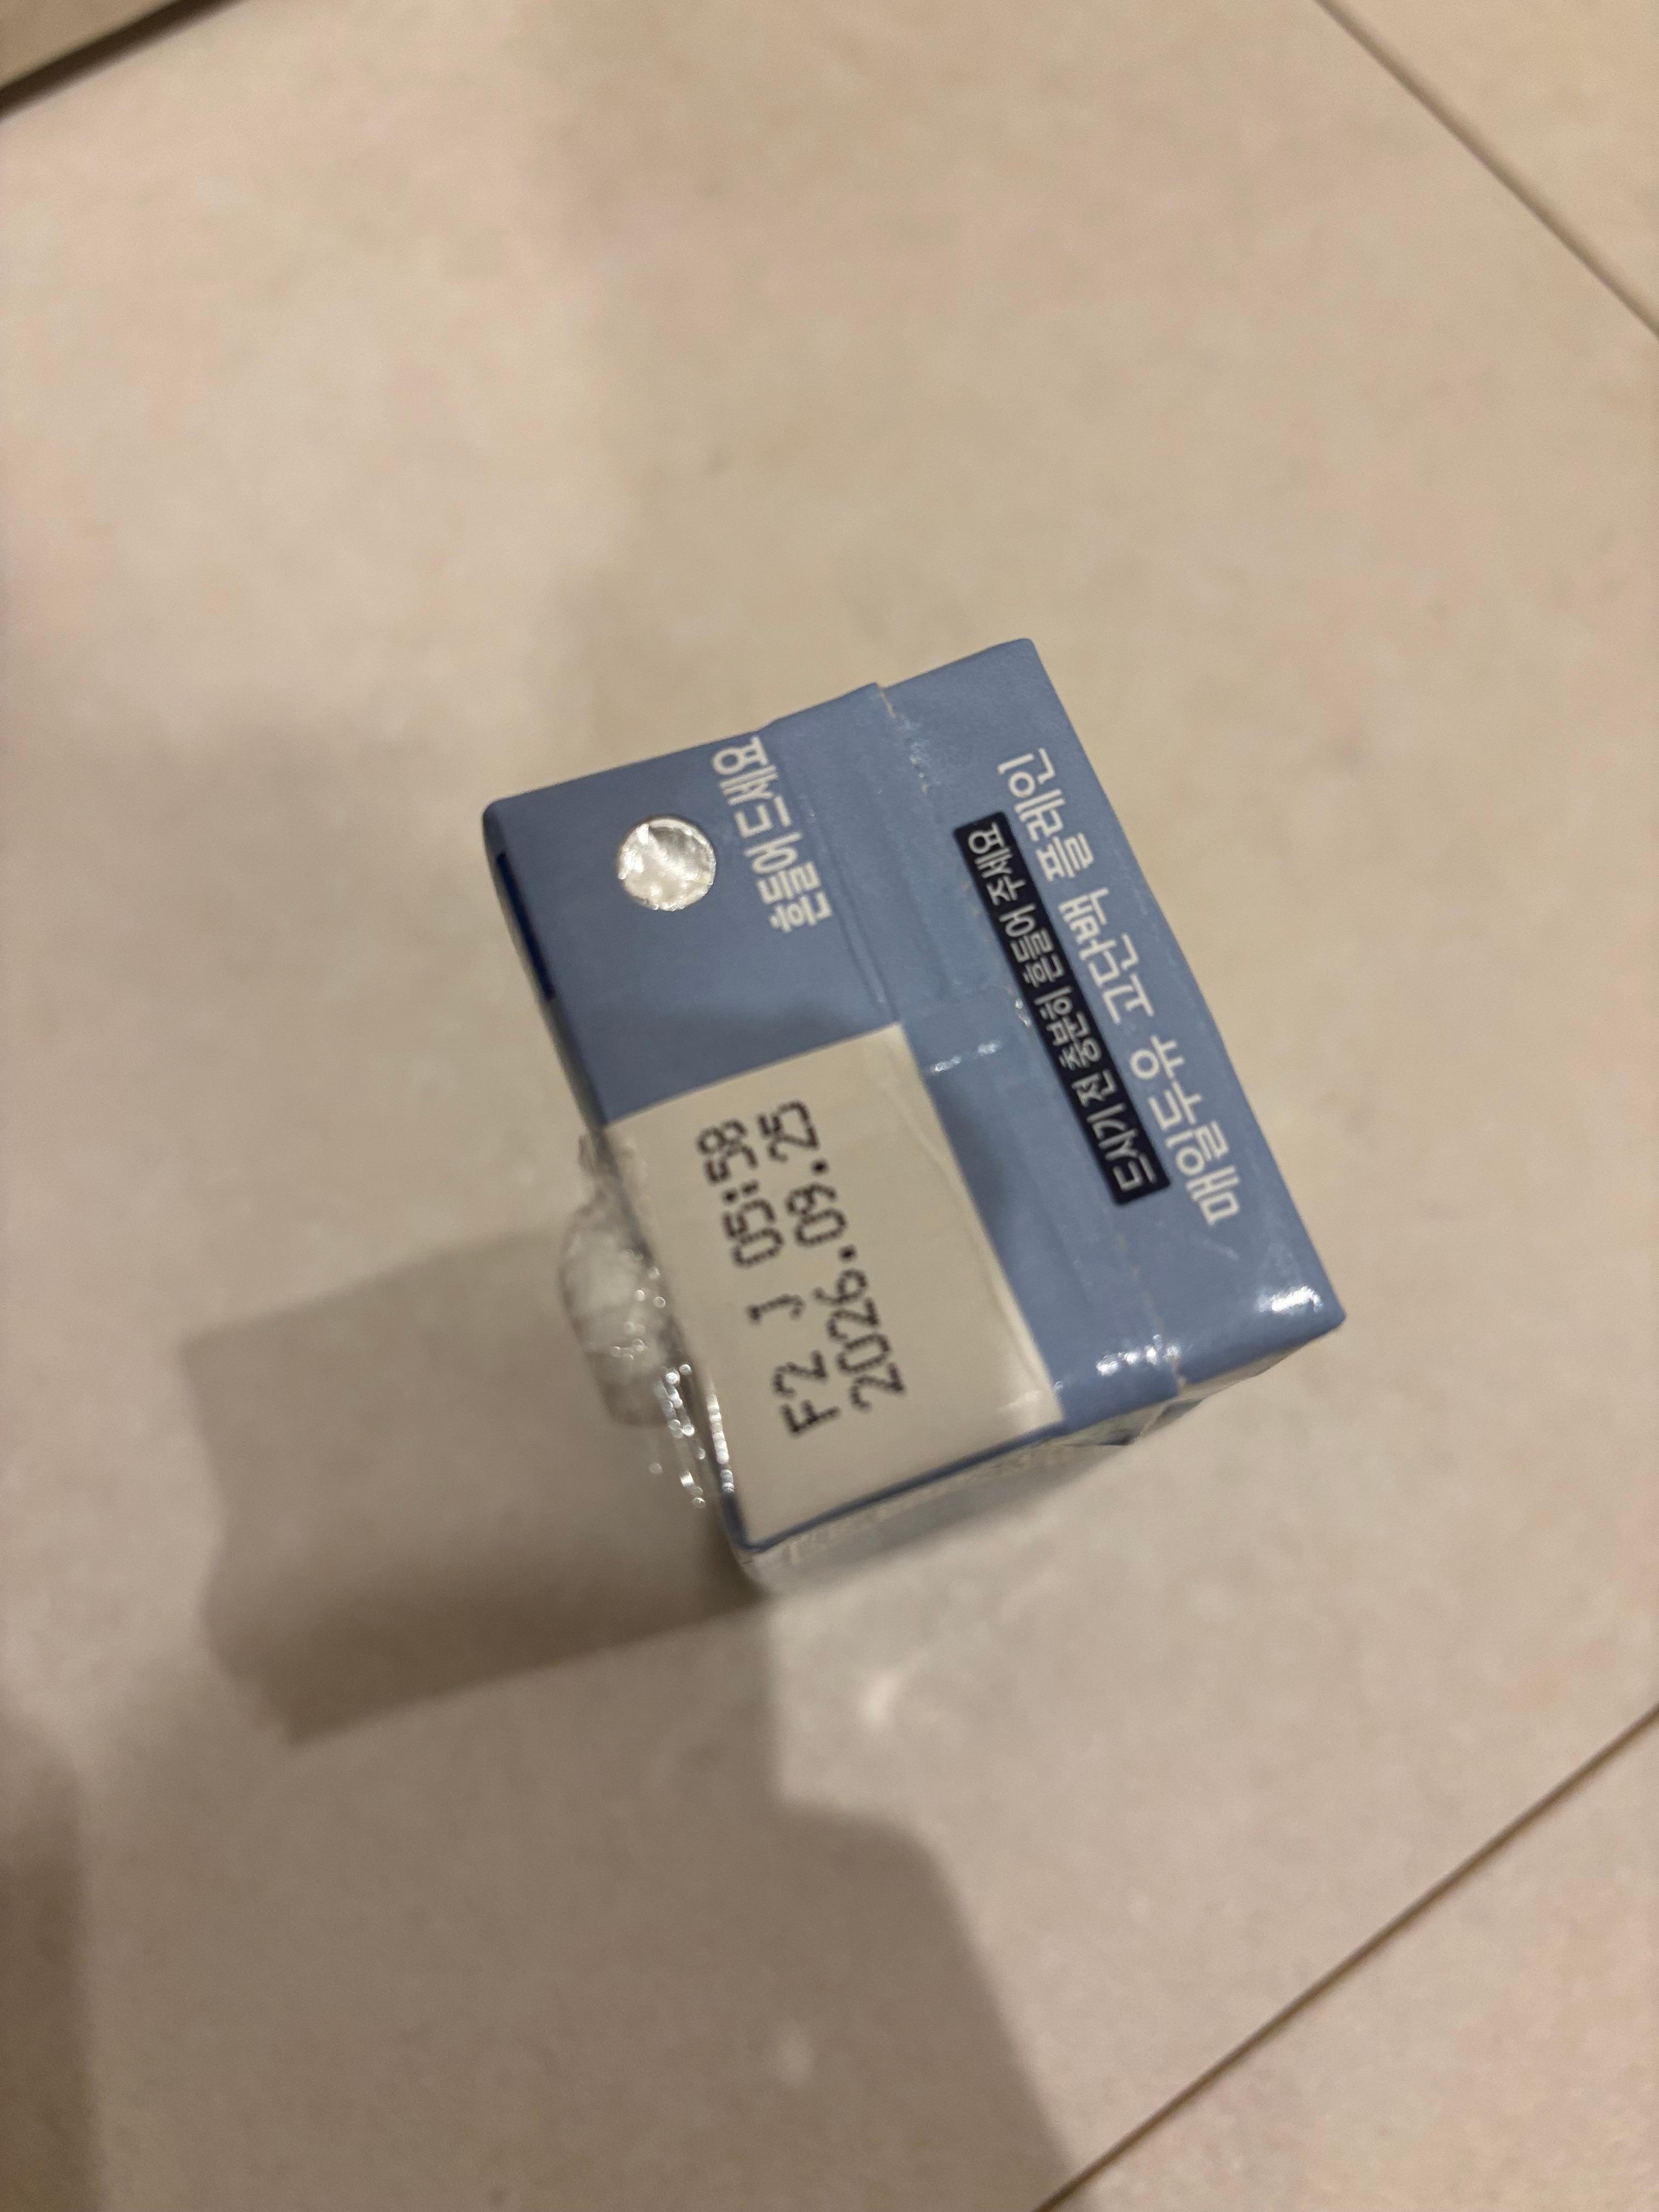 흔들어드세요
F2 J 05:58
2026.09.25
드시기 전 충분히 흔들어 주세요
매일두유 고단백 플레인